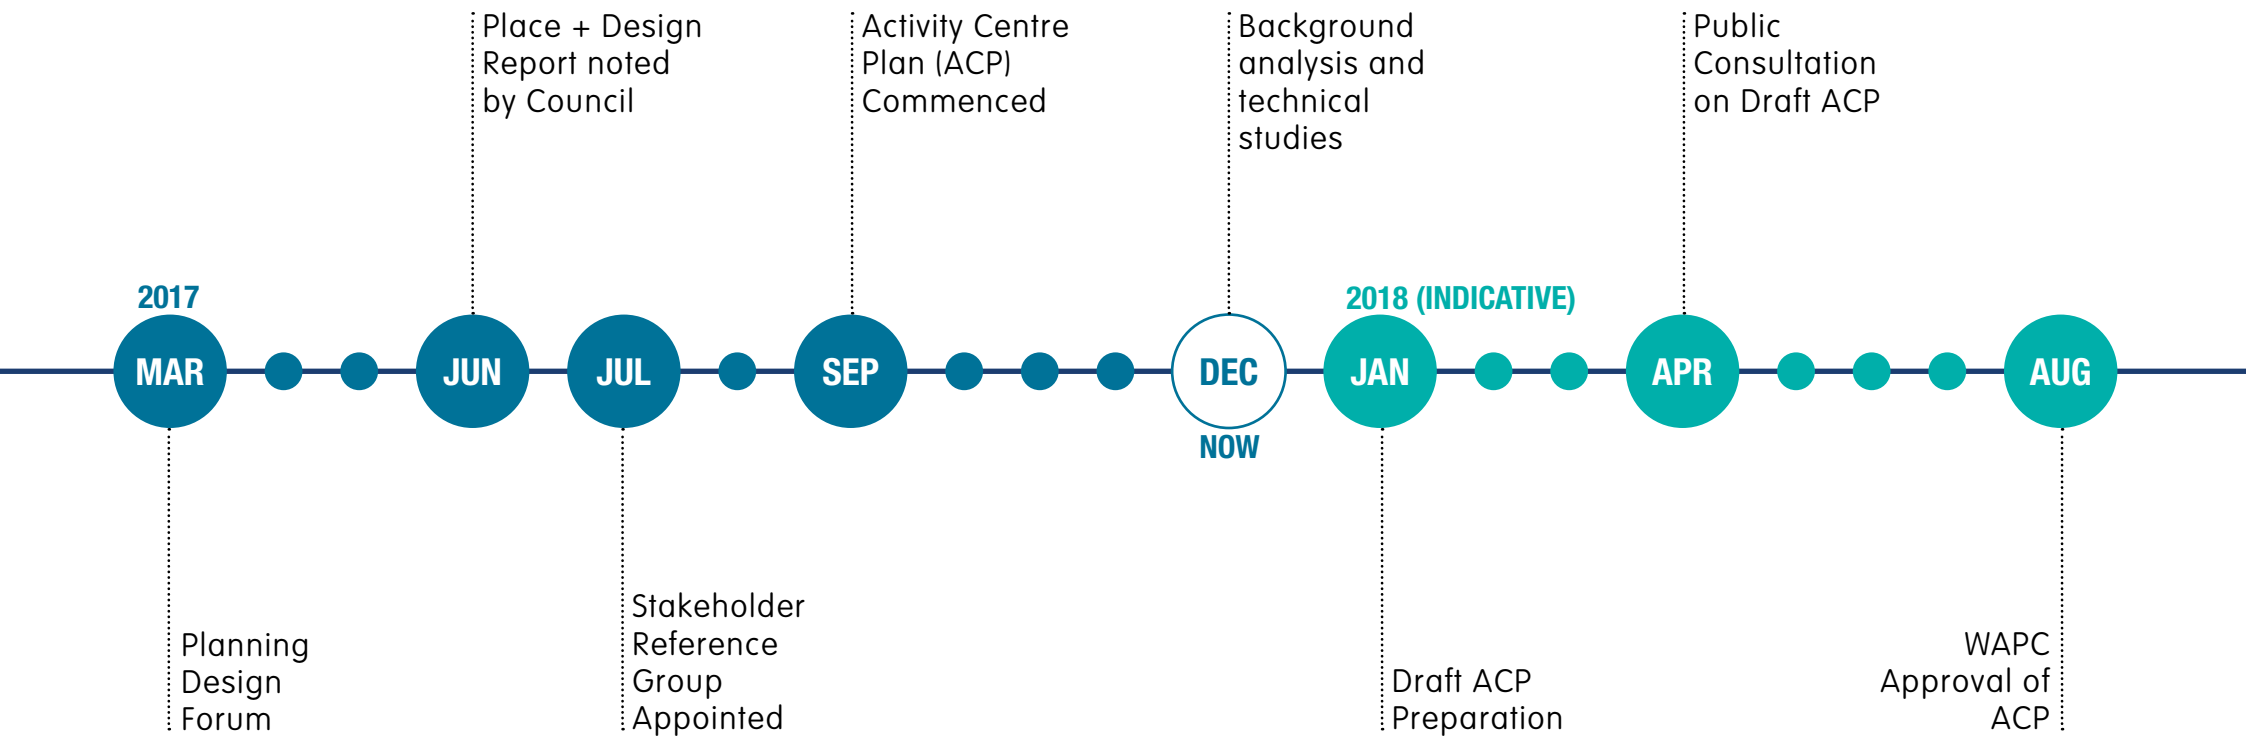 Place + Design
Report noted
by Council
Activity Centre
Plan (ACP)
Commenced
Background
analysis and
technical
studies
Public
Consultation
on Draft ACP
2017
2018 (INDICATIVE)
MAR
JUN
JUL
SEP
DEC
JAN
APR
AUG
NOW
Planning
Design
Forum
Stakeholder
Reference
Group
Appointed
Draft ACP
Preparation
WAPC
Approval of
ACP